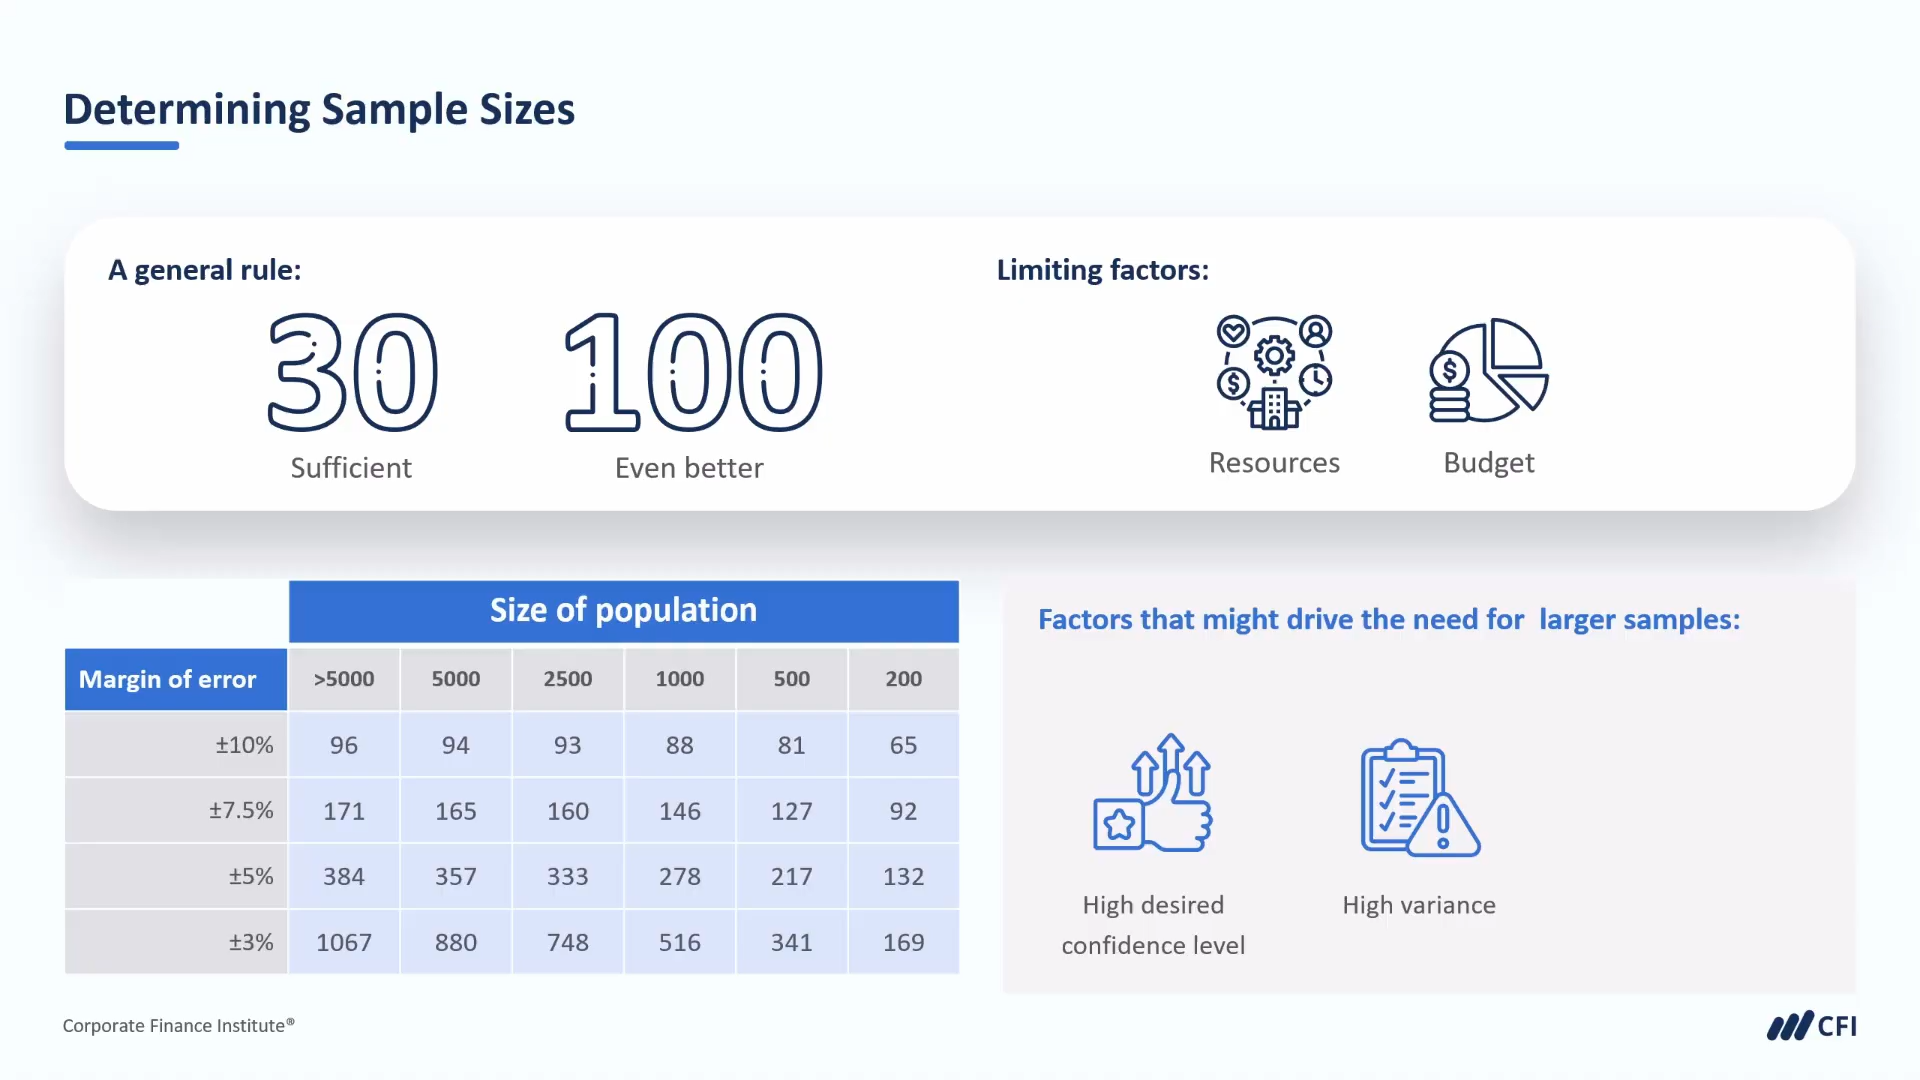 Determining Sample Sizes
A general rule:
30
Sufficient
100
Even better
Limiting factors:
Resources
Budget
Size of population
Margin of error >5000 5000 2500 1000 500 200
±10% 96 94 93 88 81 65
±7.5% 171 165 160 146 127 92
±5% 384 357 333 278 217 132
±3% 1067 880 748 516 341 169
Factors that might drive the need for larger samples:
High desired
confidence level
High variance
Corporate Finance Institute®
CFI